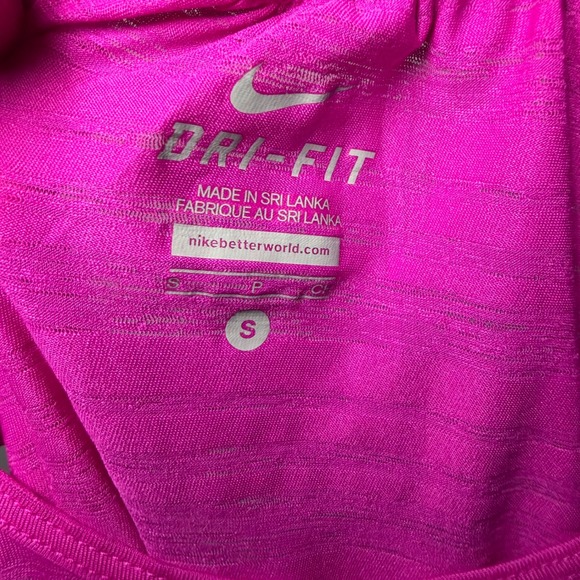 DRI-FIT
MADE IN SRI LANKA
FABRIQUE AU SRI LANKA
nikebetterworld.com
S P
S